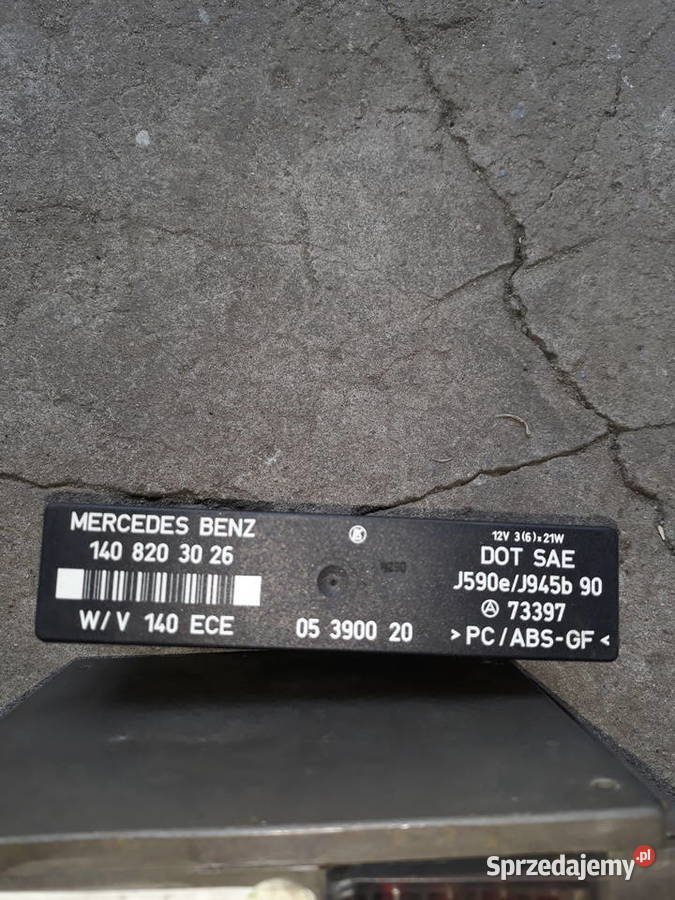 MERCEDES BENZ
140 820 30 26
W/V 140 ECE
05 3900 20
12V 3(6)x21W
DOT SAE
J590e/J945b 90
73397
>PC/ABS-GF<
Sprzedajemy.pl